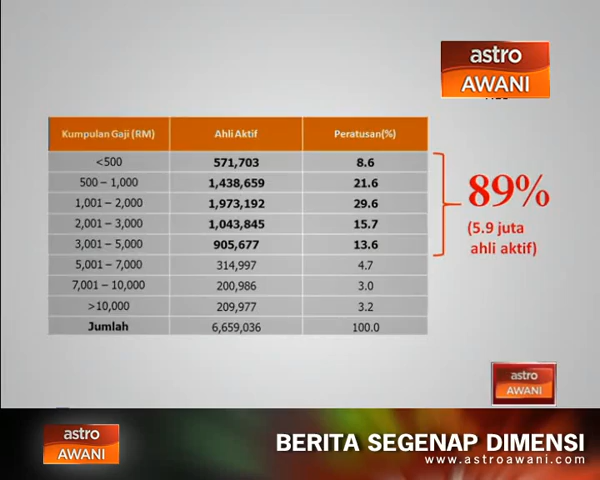 astro
AWANI
Kumpulan Gaji (RM) Ahli Aktif Peratusan(%)
<500 571,703 8.6
500 – 1,000 1,438,659 21.6
1,001 – 2,000 1,973,192 29.6
2,001 – 3,000 1,043,845 15.7
3,001 – 5,000 905,677 13.6
5,001 – 7,000 314,997 4.7
7,001 – 10,000 200,986 3.0
>10,000 209,977 3.2
Jumlah 6,659,036 100.0
89%
(5.9 juta
ahli aktif)
astro
AWANI
astro
AWANI
BERITA SEGENAP DIMENSI
www.astroawani.com